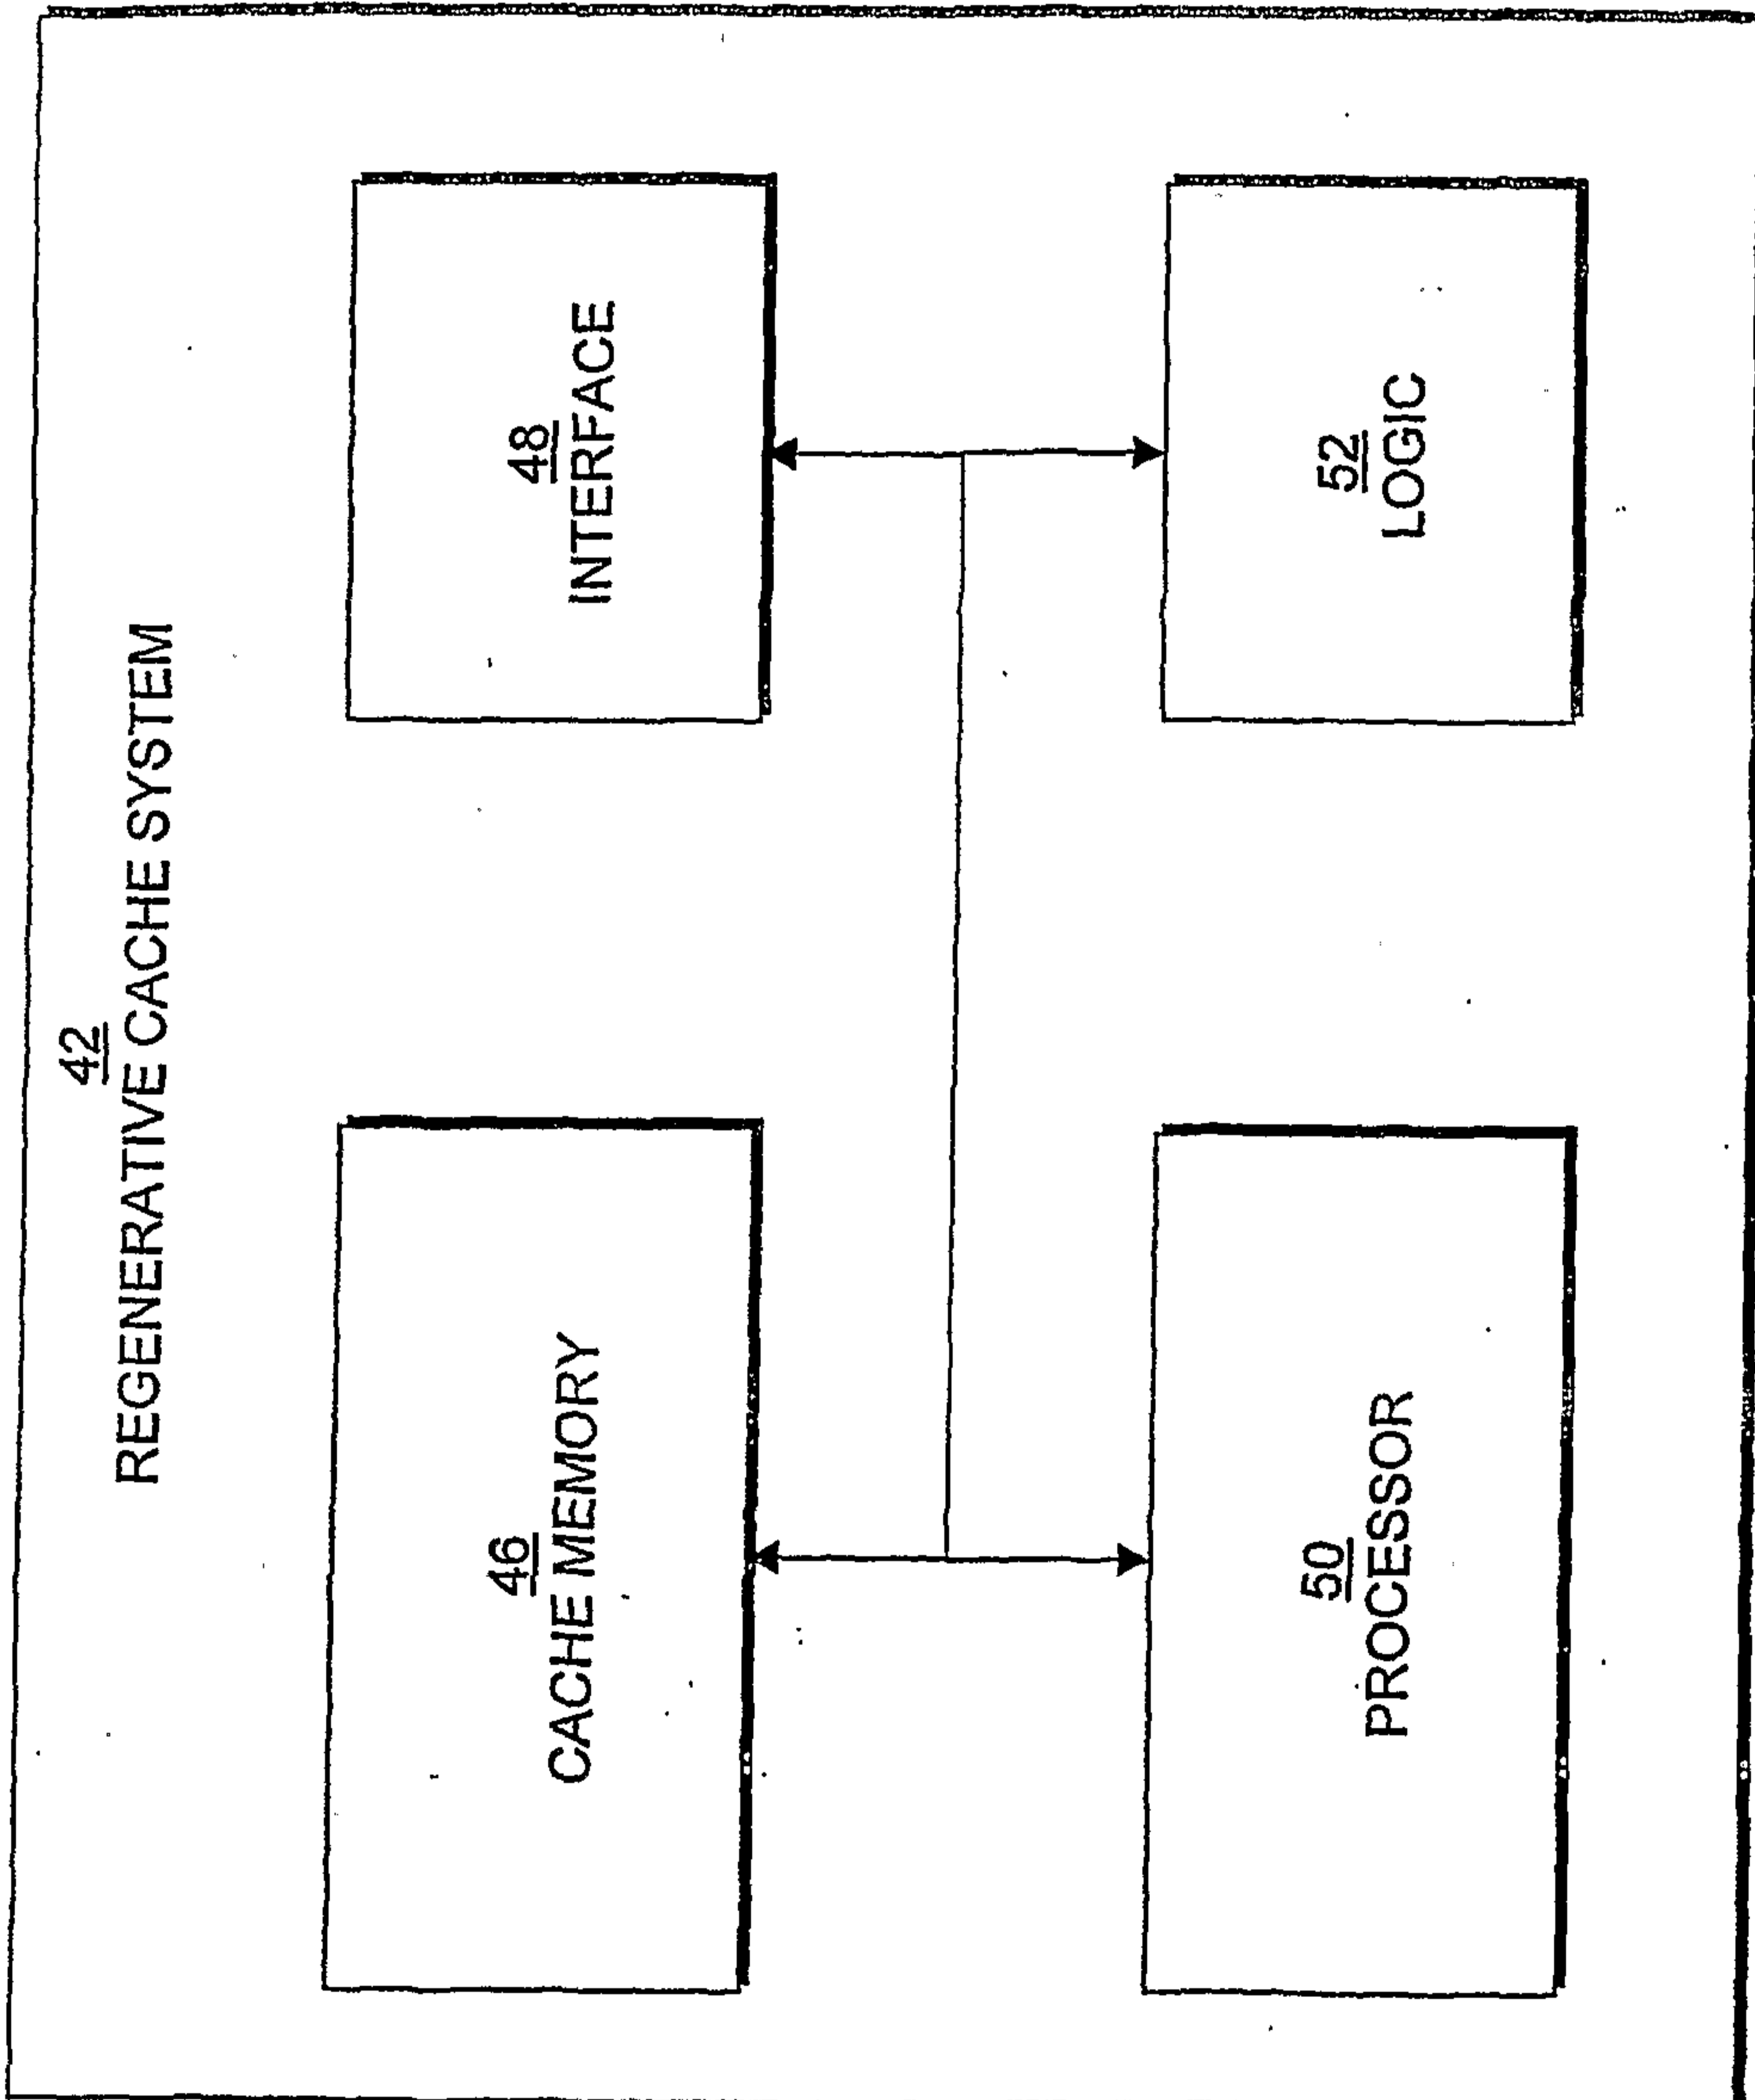 42
REGENERATIVE CACHE SYSTEM
46
CACHE MEMORY
48
INTERFACE
50
PROCESSOR
52
LOGIC